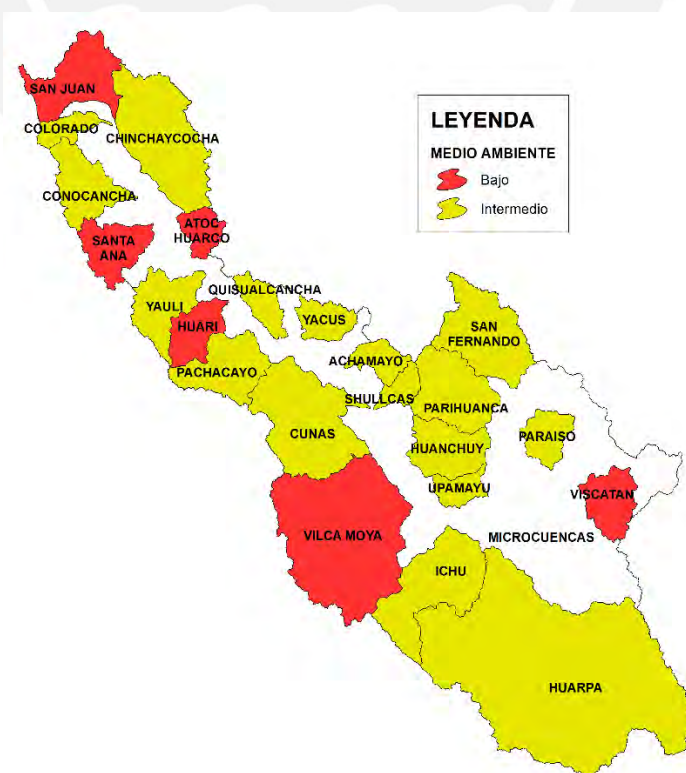 SAN JUAN
COLORADO
CHINCHAYCOCHA
CONOCANCHA
SANTA
ANA
ATOC
HUARCO
LEYENDA
MEDIO AMBIENTE
Bajo
Intermedio
YAULI
QUISUALCANCHA
HUARI
YACUS
SAN
FERNANDO
ACHAMAYO
PACHACAYO
SHULLCAS
PARIHUANCA
CUNAS
HUANCHUY
PARAISO
UPAMAYU
VISCATAN
VILCA MOYA
MICROCUENCAS
ICHU
HUARPA